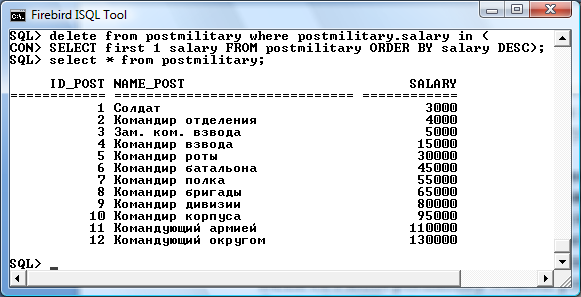 Firebird ISQL Tool
SQL> delete from postmilitary where postmilitary.salary in (
CON> SELECT first 1 salary FROM postmilitary ORDER BY salary DESC);
SQL> select * from postmilitary;
ID_POST NAME_POST SALARY
============ =============================== ============
1 Солдат 3000
2 Командир отделения 4000
3 Зам. ком. взвода 5000
4 Командир взвода 15000
5 Командир роты 30000
6 Командир батальона 45000
7 Командир полка 55000
8 Командир бригады 65000
9 Командир дивизии 80000
10 Командир корпуса 95000
11 Командующий армией 110000
12 Командующий округом 130000
SQL> _